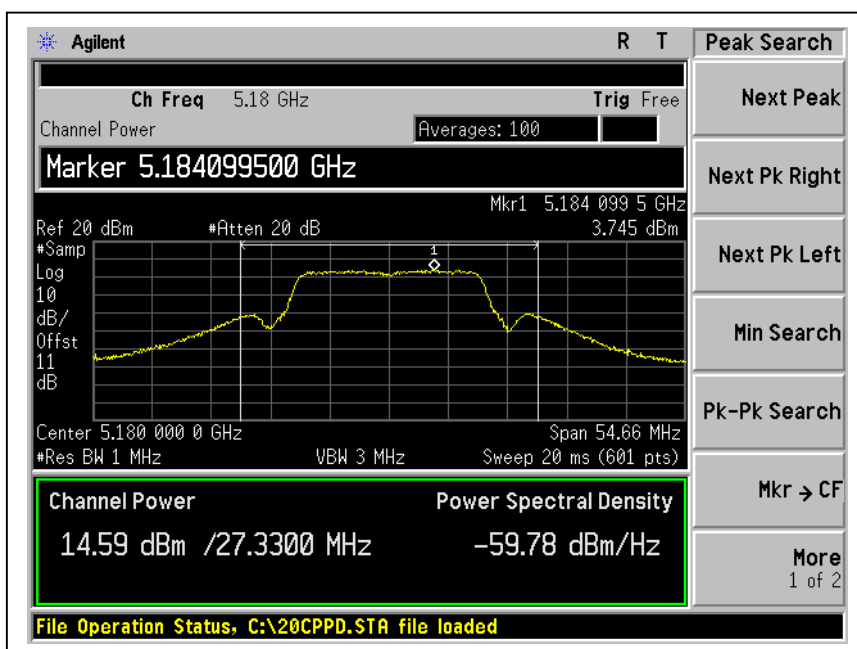 Agilent R T
Peak Search
Ch Freq 5.18 GHz Trig Free
Channel Power Averages: 100
Marker 5.184099500 GHz
Mkr1 5.184 099 5 GHz
Ref 20 dBm #Atten 20 dB 3.745 dBm
#Samp
Log
10
dB/
Offst
11
dB
1
Center 5.180 000 0 GHz Span 54.66 MHz
#Res BW 1 MHz VBW 3 MHz Sweep 20 ms (601 pts)
Channel Power Power Spectral Density
14.59 dBm /27.3300 MHz -59.78 dBm/Hz
File Operation Status, C:\20CPPD.STA file loaded
Next Peak
Next Pk Right
Next Pk Left
Min Search
Pk-Pk Search
Mkr → CF
More
1 of 2